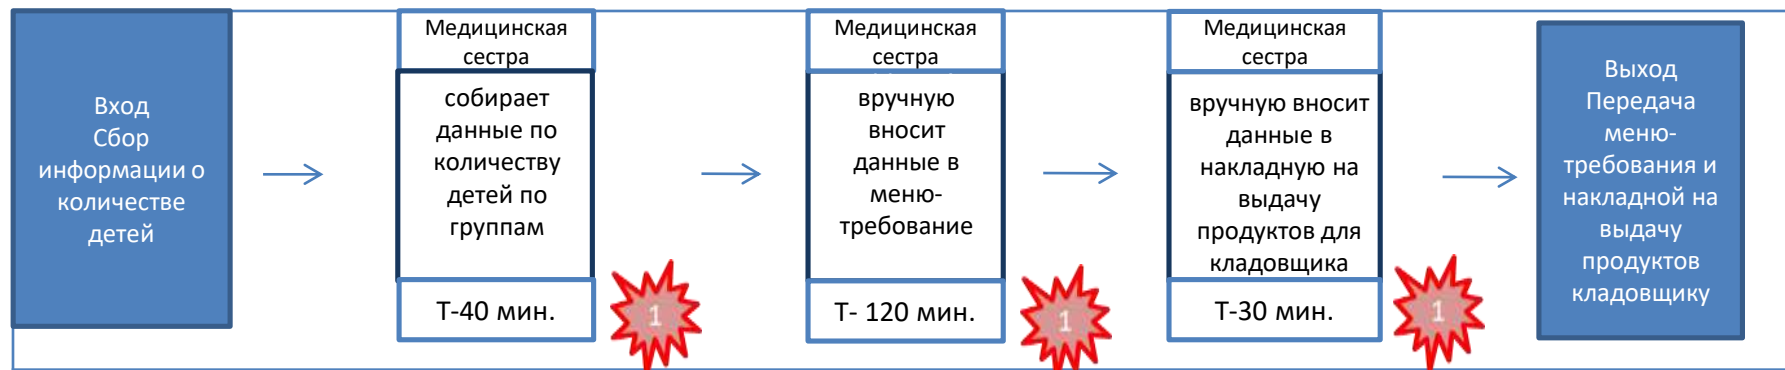 Вход
Сбор
информации о
количестве
детей
Медицинская
сестра
собирает
данные по
количеству
детей по
группам
Т-40 мин.
1
Медицинская
сестра
вручную
вносит
данные в
меню-
требование
Т- 120 мин.
1
Медицинская
сестра
вручную вносит
данные в
накладную на
выдачу
продуктов для
кладовщика
Т-30 мин.
1
Выход
Передача
меню-
требования и
накладной на
выдачу
продуктов
кладовщику